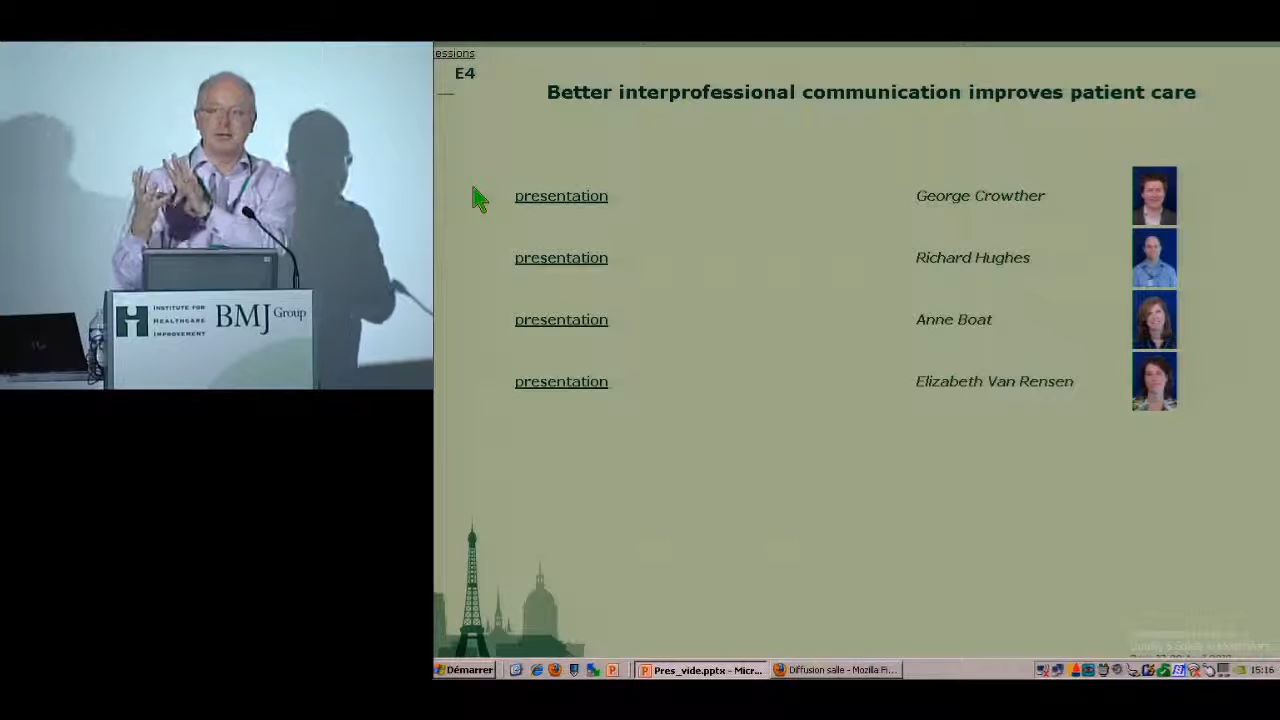 essions
E4
Better interprofessional communication improves patient care
presentation
George Crowther
presentation
Richard Hughes
presentation
Anne Boat
presentation
Elizabeth Van Rensen
INSTITUTE FOR
HEALTHCARE
IMPROVEMENT
BMJ Group
Démarrer
Pres_vide.pptx - Micr...
Diffusion salle - Mozilla Fi...
15:16